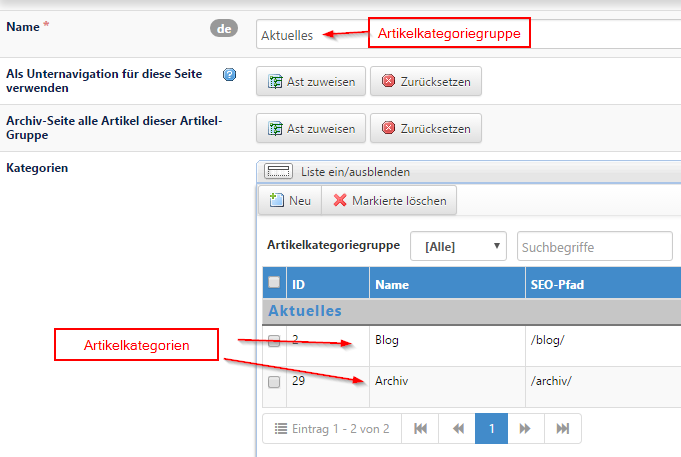 Name *
de
Aktuelles
Artikelkategoriegruppe
Als Unternavigation für diese Seite
verwenden
?
Ast zuweisen
Zurücksetzen
Archiv-Seite alle Artikel dieser Artikel-
Gruppe
Ast zuweisen
Zurücksetzen
Kategorien
Liste ein/ausblenden
Neu
Markierte löschen
Artikelkategoriegruppe
[Alle]
Suchbegriffe
ID
Name
SEO-Pfad
Aktuelles
Artikelkategorien
2
Blog
/blog/
29
Archiv
/archiv/
Eintrag 1 - 2 von 2
1